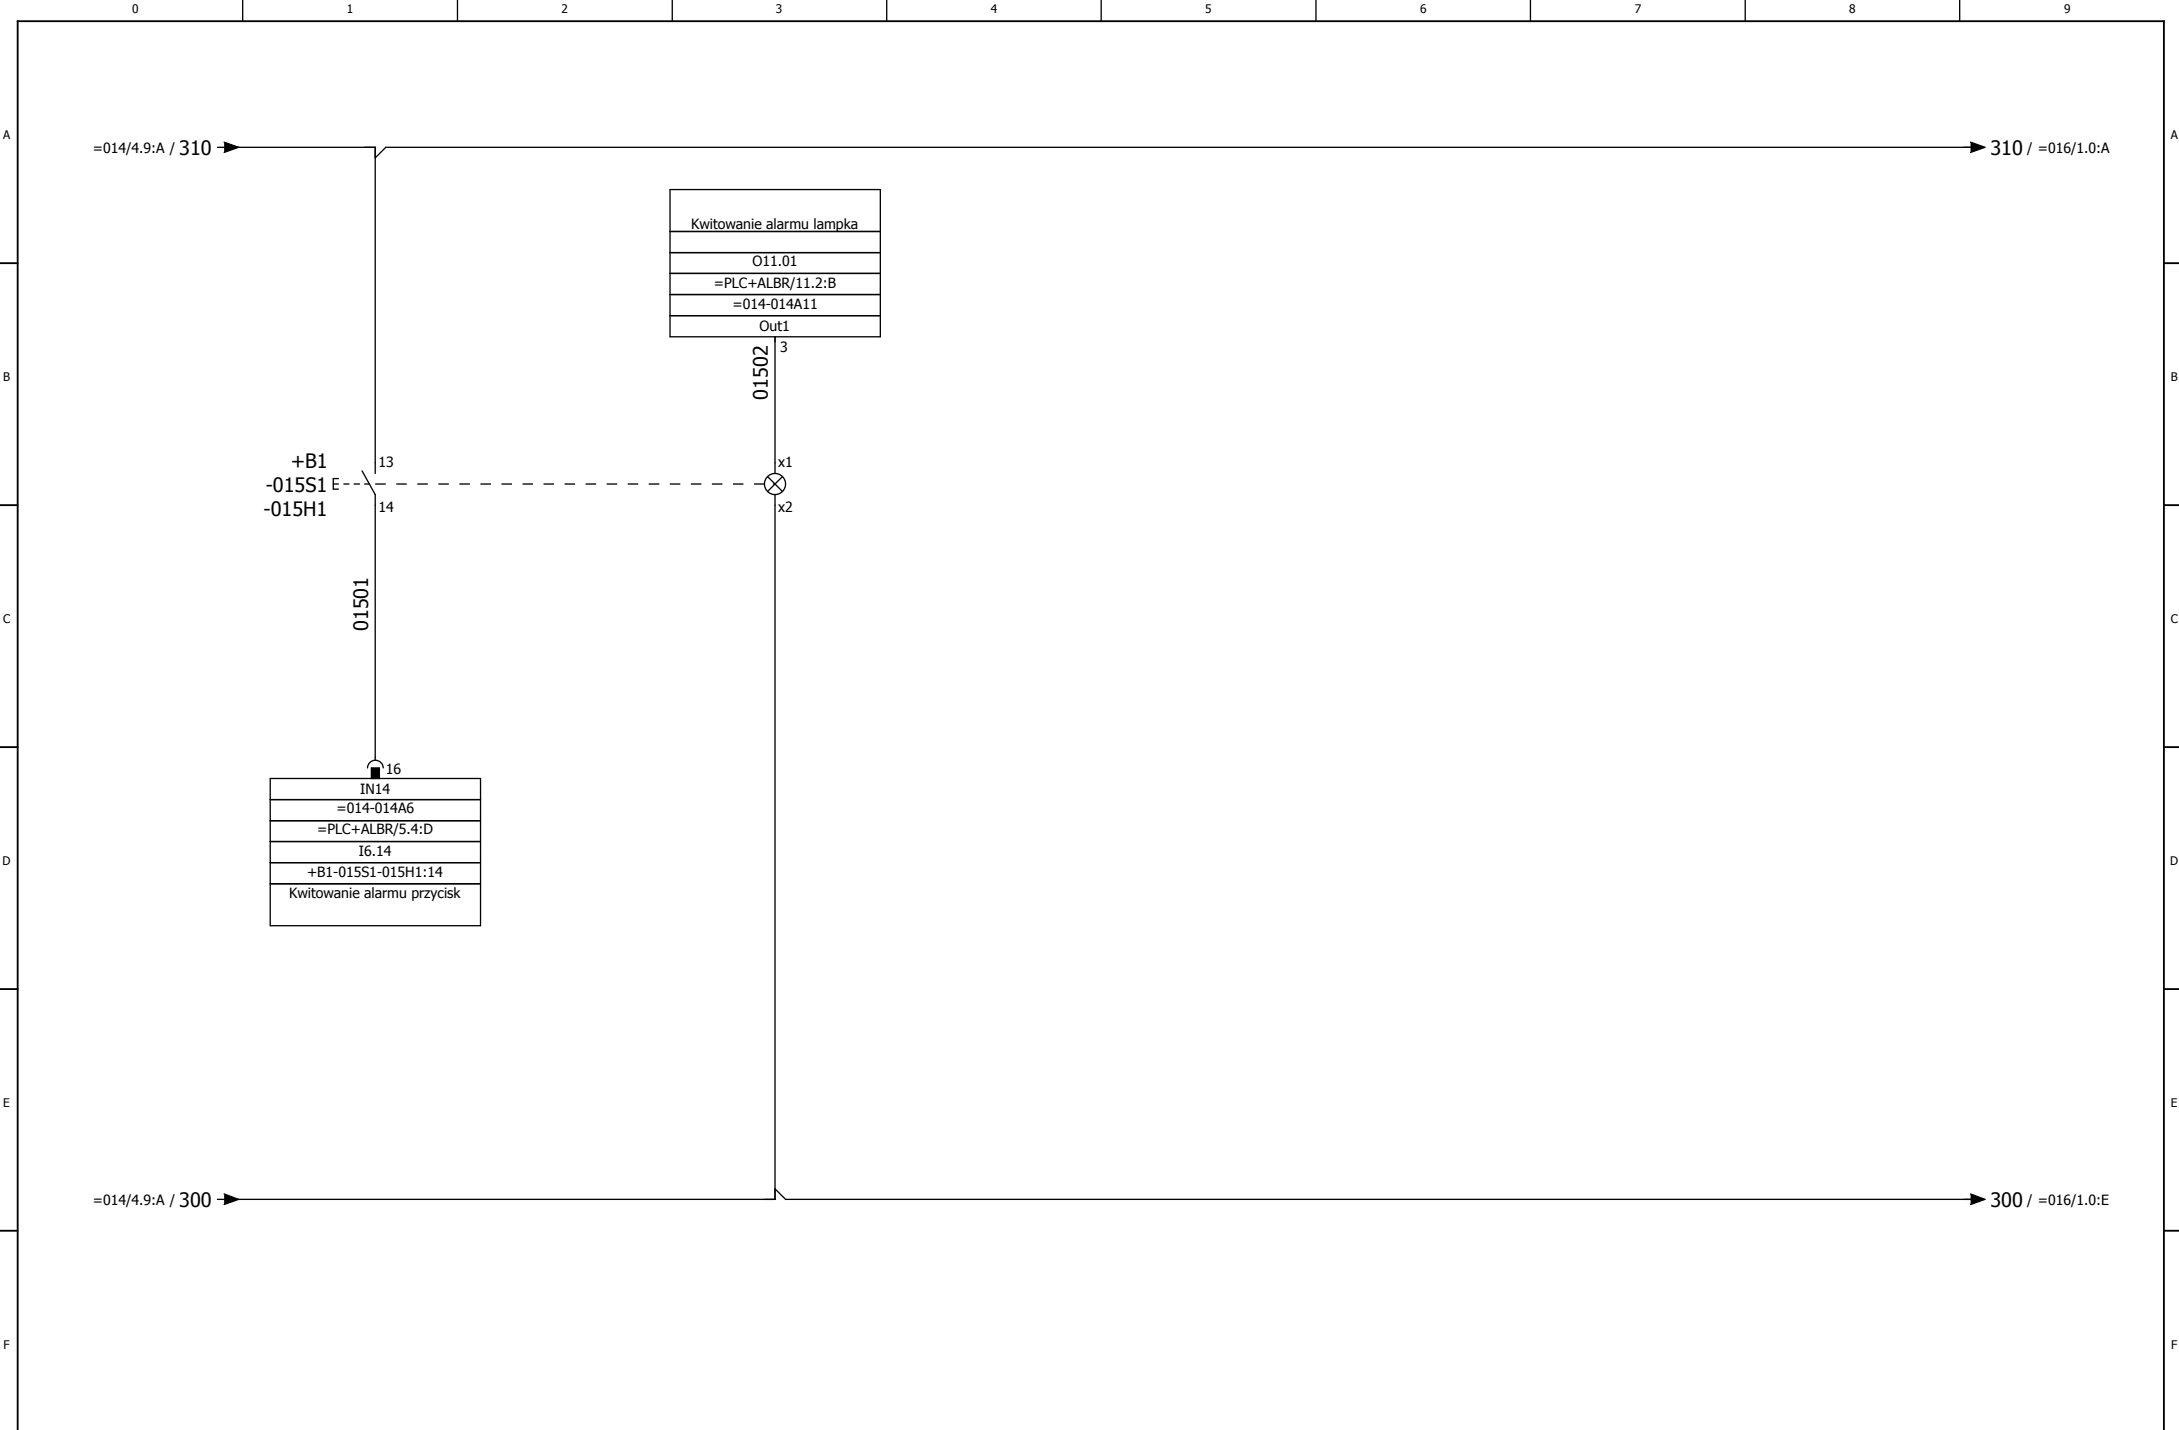 0 1 2 3 4 5 6 7 8 9
A A
=014/4.9:A / 310
310 / =016/1.0:A
Kwitowanie alarmu lampka
O11.01
=PLC+ALBR/11.2:B
=014-014A11
Out1
3
01502
B B
+B1
-015S1
-015H1
E
13
14
x1
x2
01501
C C
16
IN14
=014-014A6
=PLC+ALBR/5.4:D
I6.14
+B1-015S1-015H1:14
Kwitowanie alarmu przycisk
D D
E E
=014/4.9:A / 300
300 / =016/1.0:E
F F